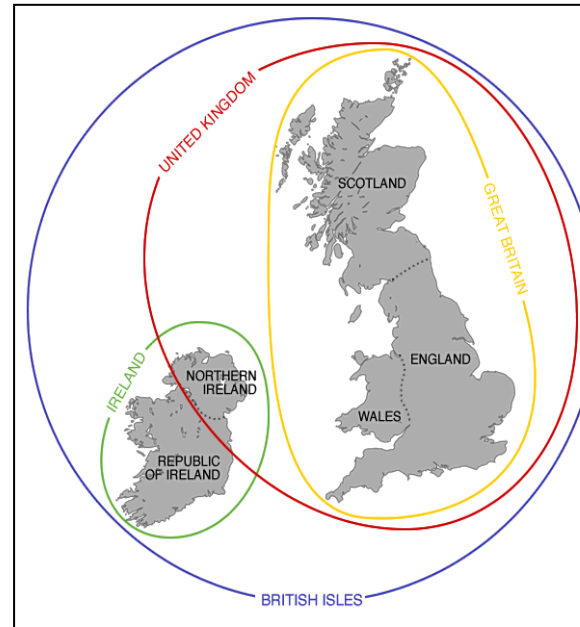 UNITED KINGDOM
SCOTLAND
GREAT BRITAIN
IRELAND
NORTHERN
IRELAND
ENGLAND
WALES
REPUBLIC
OF IRELAND
BRITISH ISLES